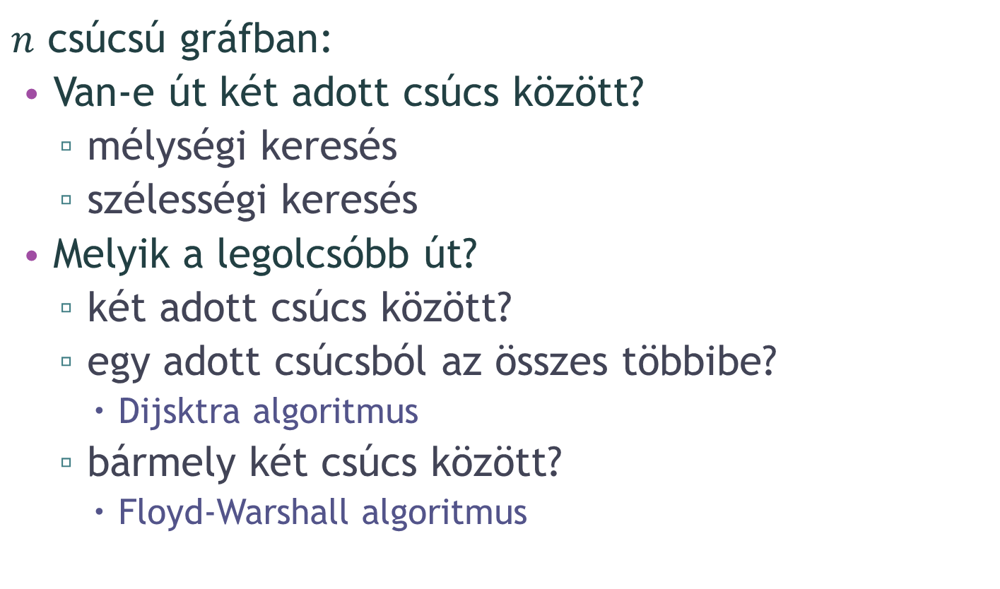 n csúcsú gráfban:
• Van-e út két adott csúcs között?
▫ mélységi keresés
▫ szélességi keresés
• Melyik a legolcsóbb út?
▫ két adott csúcs között?
▫ egy adott csúcsból az összes többibe?
• Dijsktra algoritmus
▫ bármely két csúcs között?
• Floyd-Warshall algoritmus